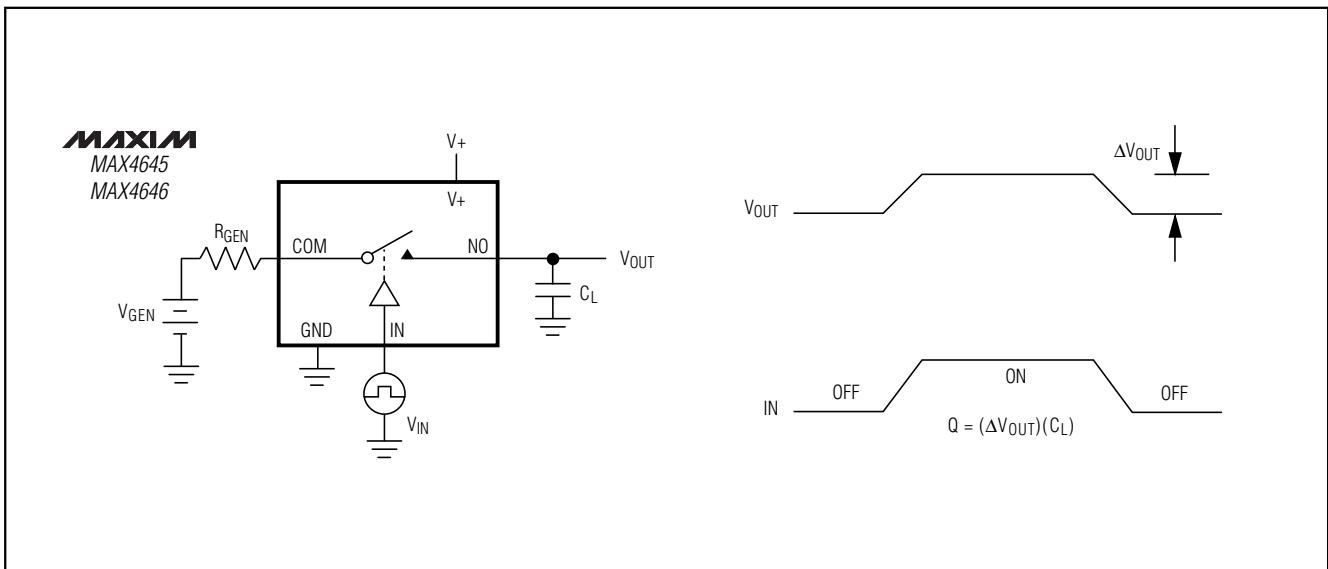 MAXIM
MAX4645
MAX4646
V+
V+
RGEN
COM
NO
VOUT
CL
VGEN
GND
IN
VIN
ΔVOUT
VOUT
OFF
ON
OFF
IN
Q = (ΔVOUT)(CL)